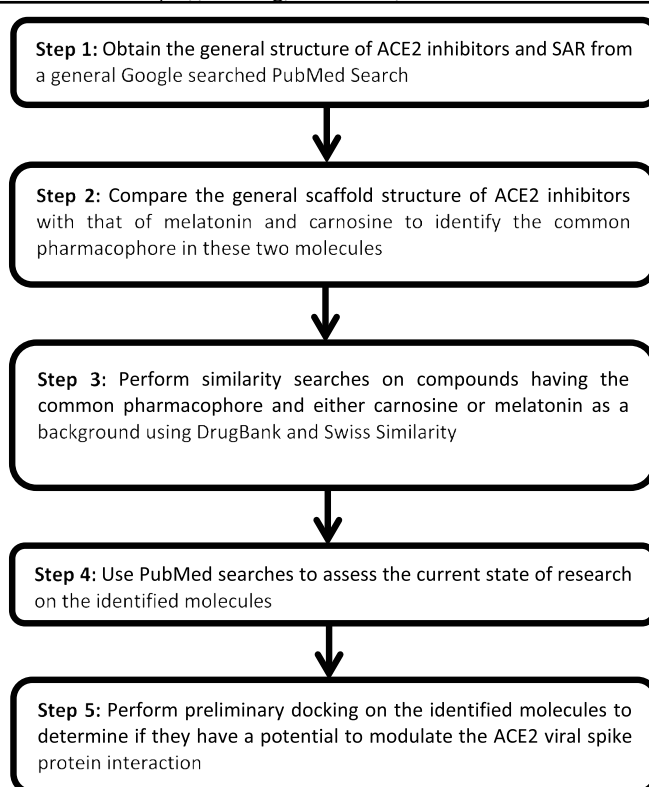 Step 1: Obtain the general structure of ACE2 inhibitors and SAR from
a general Google searched PubMed Search
Step 2: Compare the general scaffold structure of ACE2 inhibitors
with that of melatonin and carnosine to identify the common
pharmacophore in these two molecules
Step 3: Perform similarity searches on compounds having the
common pharmacophore and either carnosine or melatonin as a
background using DrugBank and Swiss Similarity
Step 4: Use PubMed searches to assess the current state of research
on the identified molecules
Step 5: Perform preliminary docking on the identified molecules to
determine if they have a potential to modulate the ACE2 viral spike
protein interaction